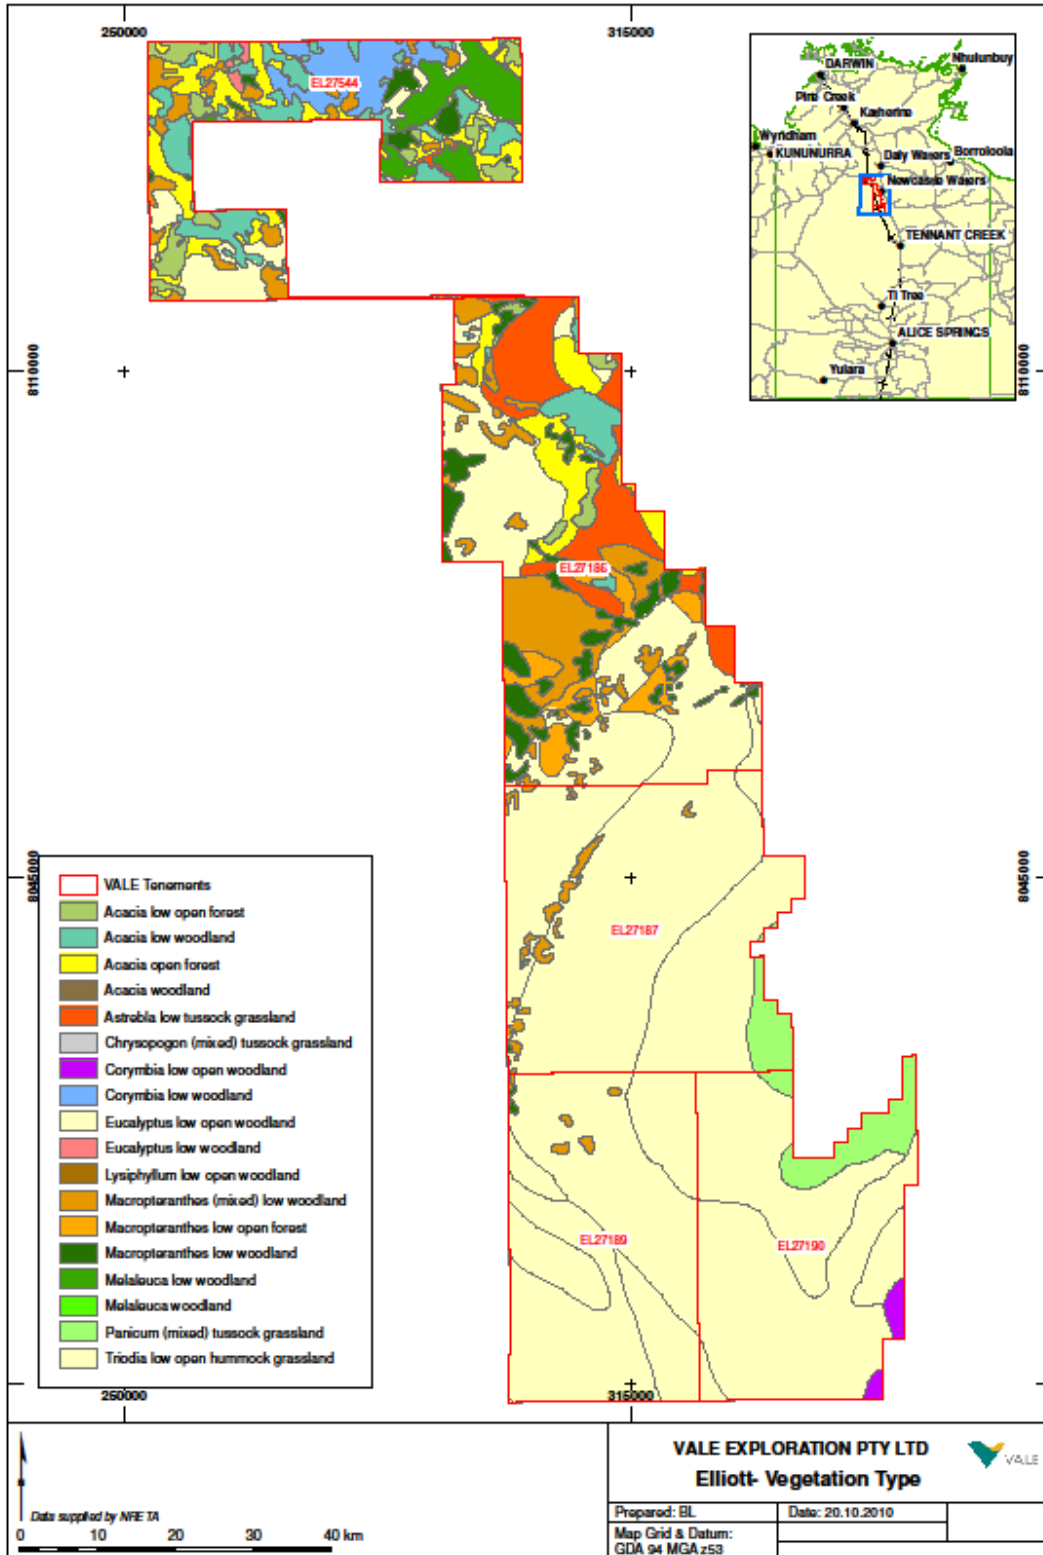 250000
315000
DARWIN
Nhulunbuy
Pine Creek
Katherine
Wyndham
KUNUNURRA
Daly Waters
Borroloola
Newcastle Waters
TENNANT CREEK
Ti Tree
ALICE SPRINGS
Yulara
EL27544
8110000
8110000
EL27186
8045000
8045000
EL27187
EL27189
EL27190
VALE Tenements
Acacia low open forest
Acacia low woodland
Acacia open forest
Acacia woodland
Astrebla low tussock grassland
Chrysopogon (mixed) tussock grassland
Corymbia low open woodland
Corymbia low woodland
Eucalyptus low open woodland
Eucalyptus low woodland
Lysiphyllum low open woodland
Macropteranthes (mixed) low woodland
Macropteranthes low open forest
Macropteranthes low woodland
Melaleuca low woodland
Melaleuca woodland
Panicum (mixed) tussock grassland
Triodia low open hummock grassland
250000
315000
Data supplied by NRETA
0 10 20 30 40 km
VALE EXPLORATION PTY LTD
VALE
Elliott- Vegetation Type
Prepared: BL
Date: 20.10.2010
Map Grid & Datum:
GDA 94 MGA z53